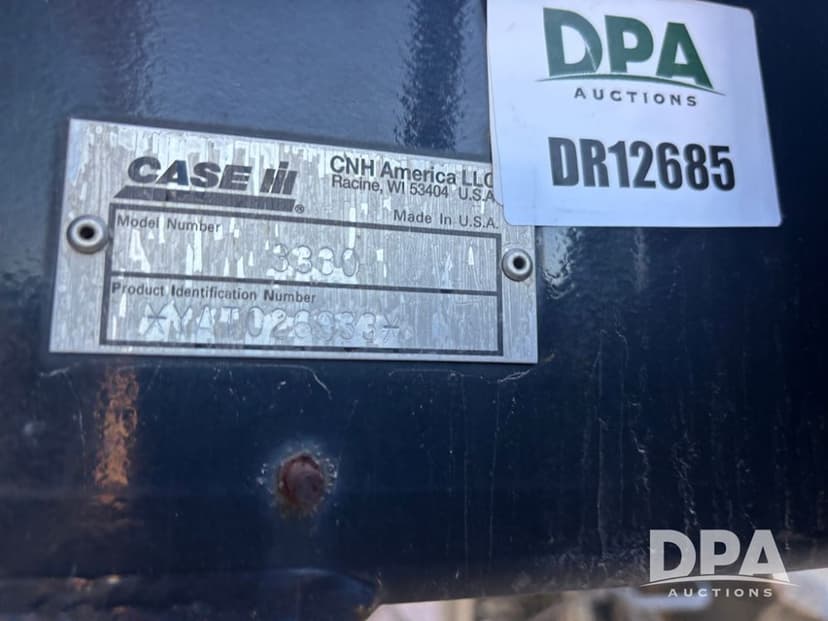 DPA
AUCTIONS
DR12685
CASE IH ®
CNH America LLC
Racine, WI 53404 U.S.A.
Made In U.S.A.
Model Number
Product Identification Number
DPA
AUCTIONS